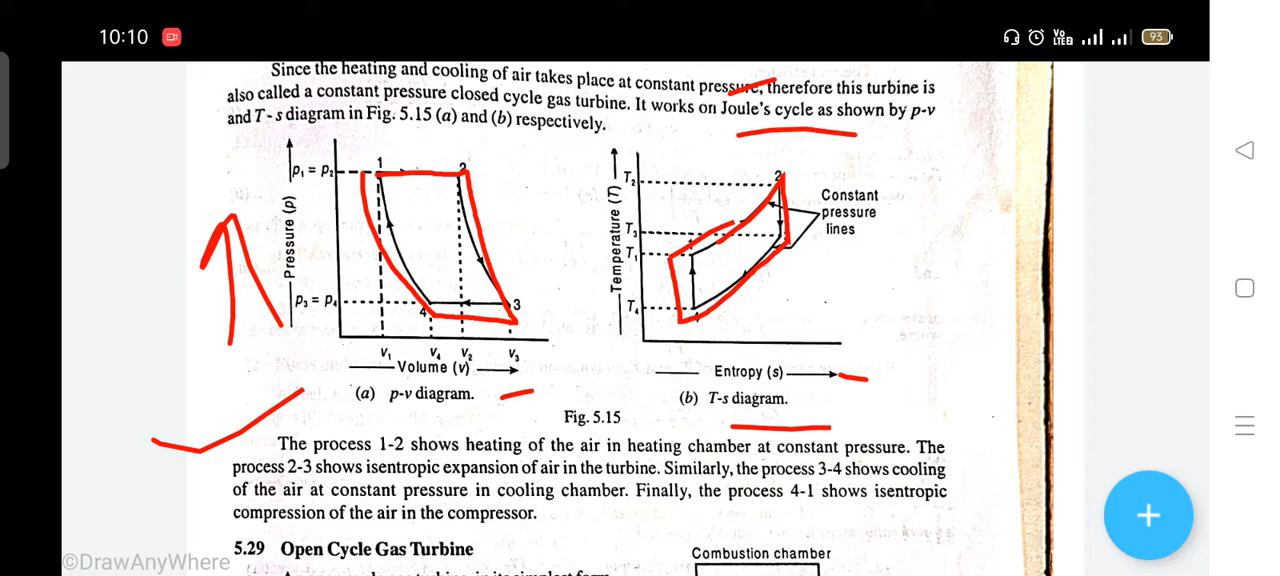 10:10
Vo
LTE2
93
Since the heating and cooling of air takes place at constant pressure, therefore this turbine is
also called a constant pressure closed cycle gas turbine. It works on Joule's cycle as shown by p-v
and T - s diagram in Fig. 5.15 (a) and (b) respectively.
Pressure (p)
p₁ = p₂
p₃ = p₄
1
2
3
4
v₁ v₄ v₂ v₃
Volume (v)
(a) p-v diagram.
Temperature (T)
T₂
T₃
T₁
T₄
2
Constant
pressure
lines
Entropy (s)
(b) T-s diagram.
Fig. 5.15
The process 1-2 shows heating of the air in heating chamber at constant pressure. The
process 2-3 shows isentropic expansion of air in the turbine. Similarly, the process 3-4 shows cooling
of the air at constant pressure in cooling chamber. Finally, the process 4-1 shows isentropic
compression of the air in the compressor.
5.29 Open Cycle Gas Turbine
Combustion chamber
©DrawAnyWhere